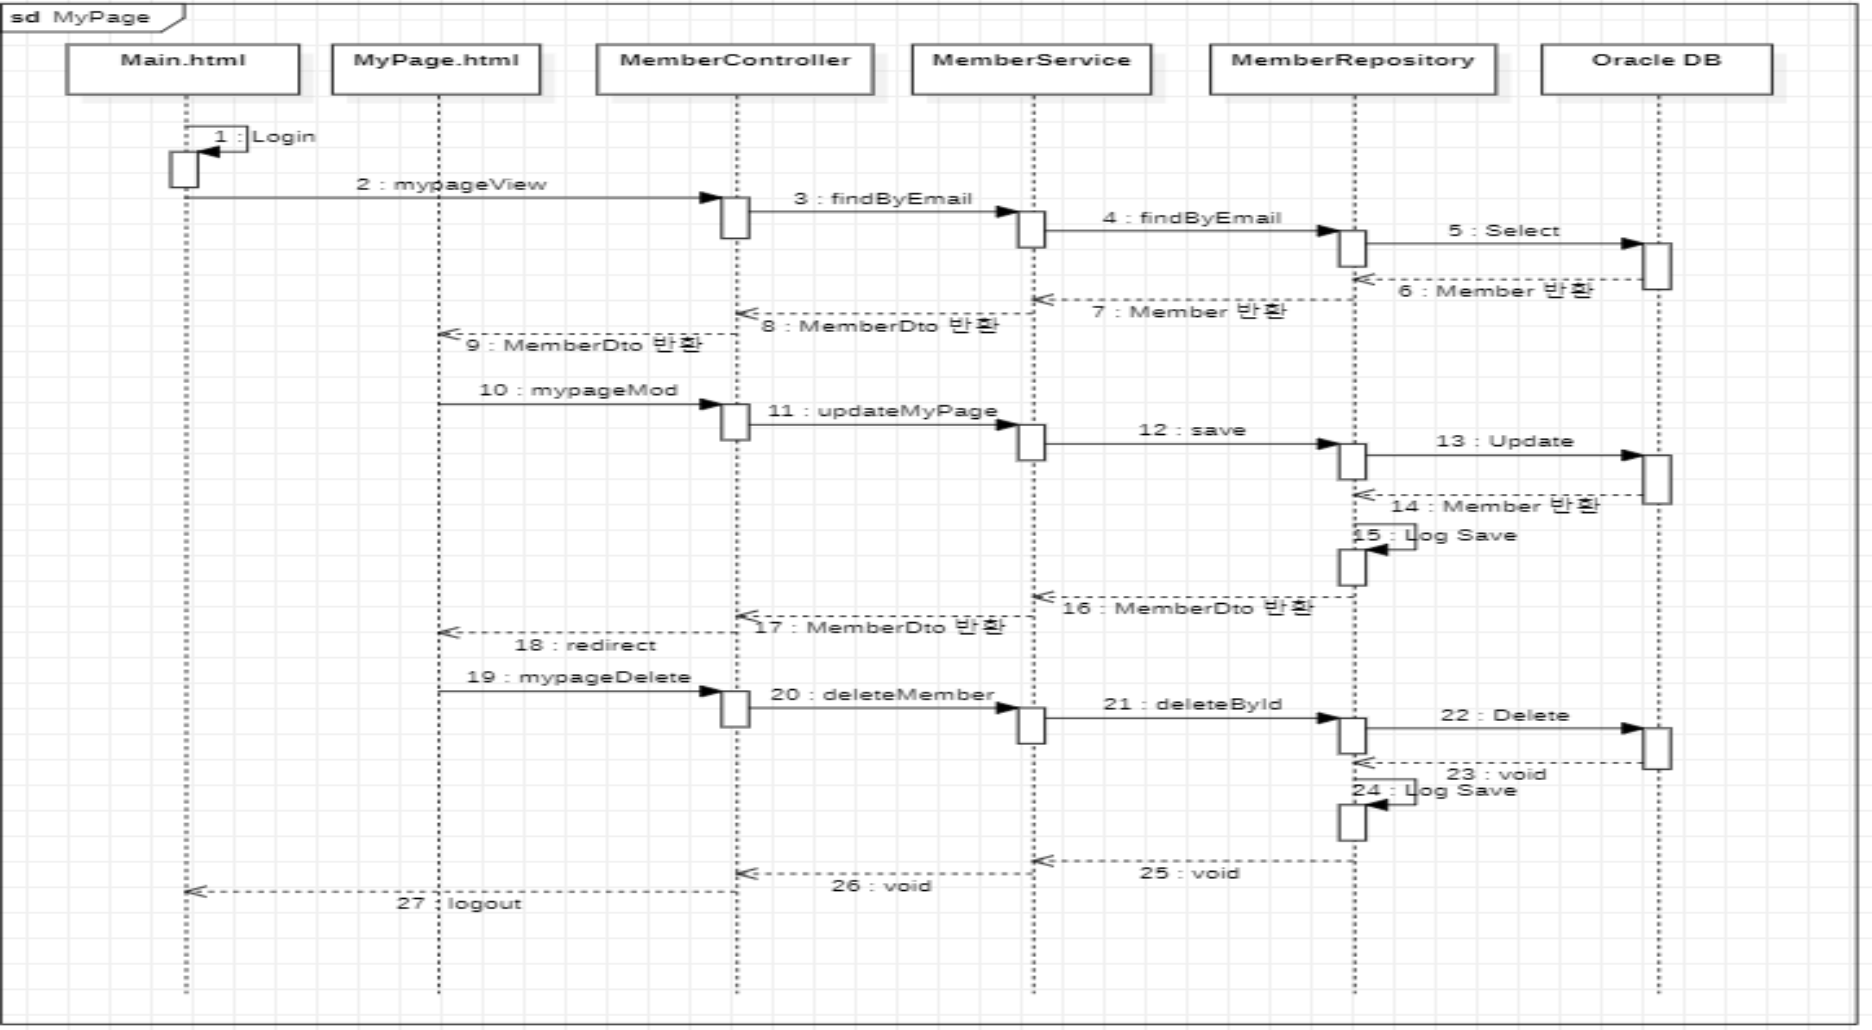 sd MyPage
Main.html
MyPage.html
MemberController
MemberService
MemberRepository
Oracle DB
1 : Login
2 : mypageView
3 : findByEmail
4 : findByEmail
5 : Select
6 : Member 반환
7 : Member 반환
8 : MemberDto 반환
9 : MemberDto 반환
10 : mypageMod
11 : updateMyPage
12 : save
13 : Update
14 : Member 반환
15 : Log Save
16 : MemberDto 반환
17 : MemberDto 반환
18 : redirect
19 : mypageDelete
20 : deleteMember
21 : deleteById
22 : Delete
23 : void
24 : Log Save
25 : void
26 : void
27 : logout